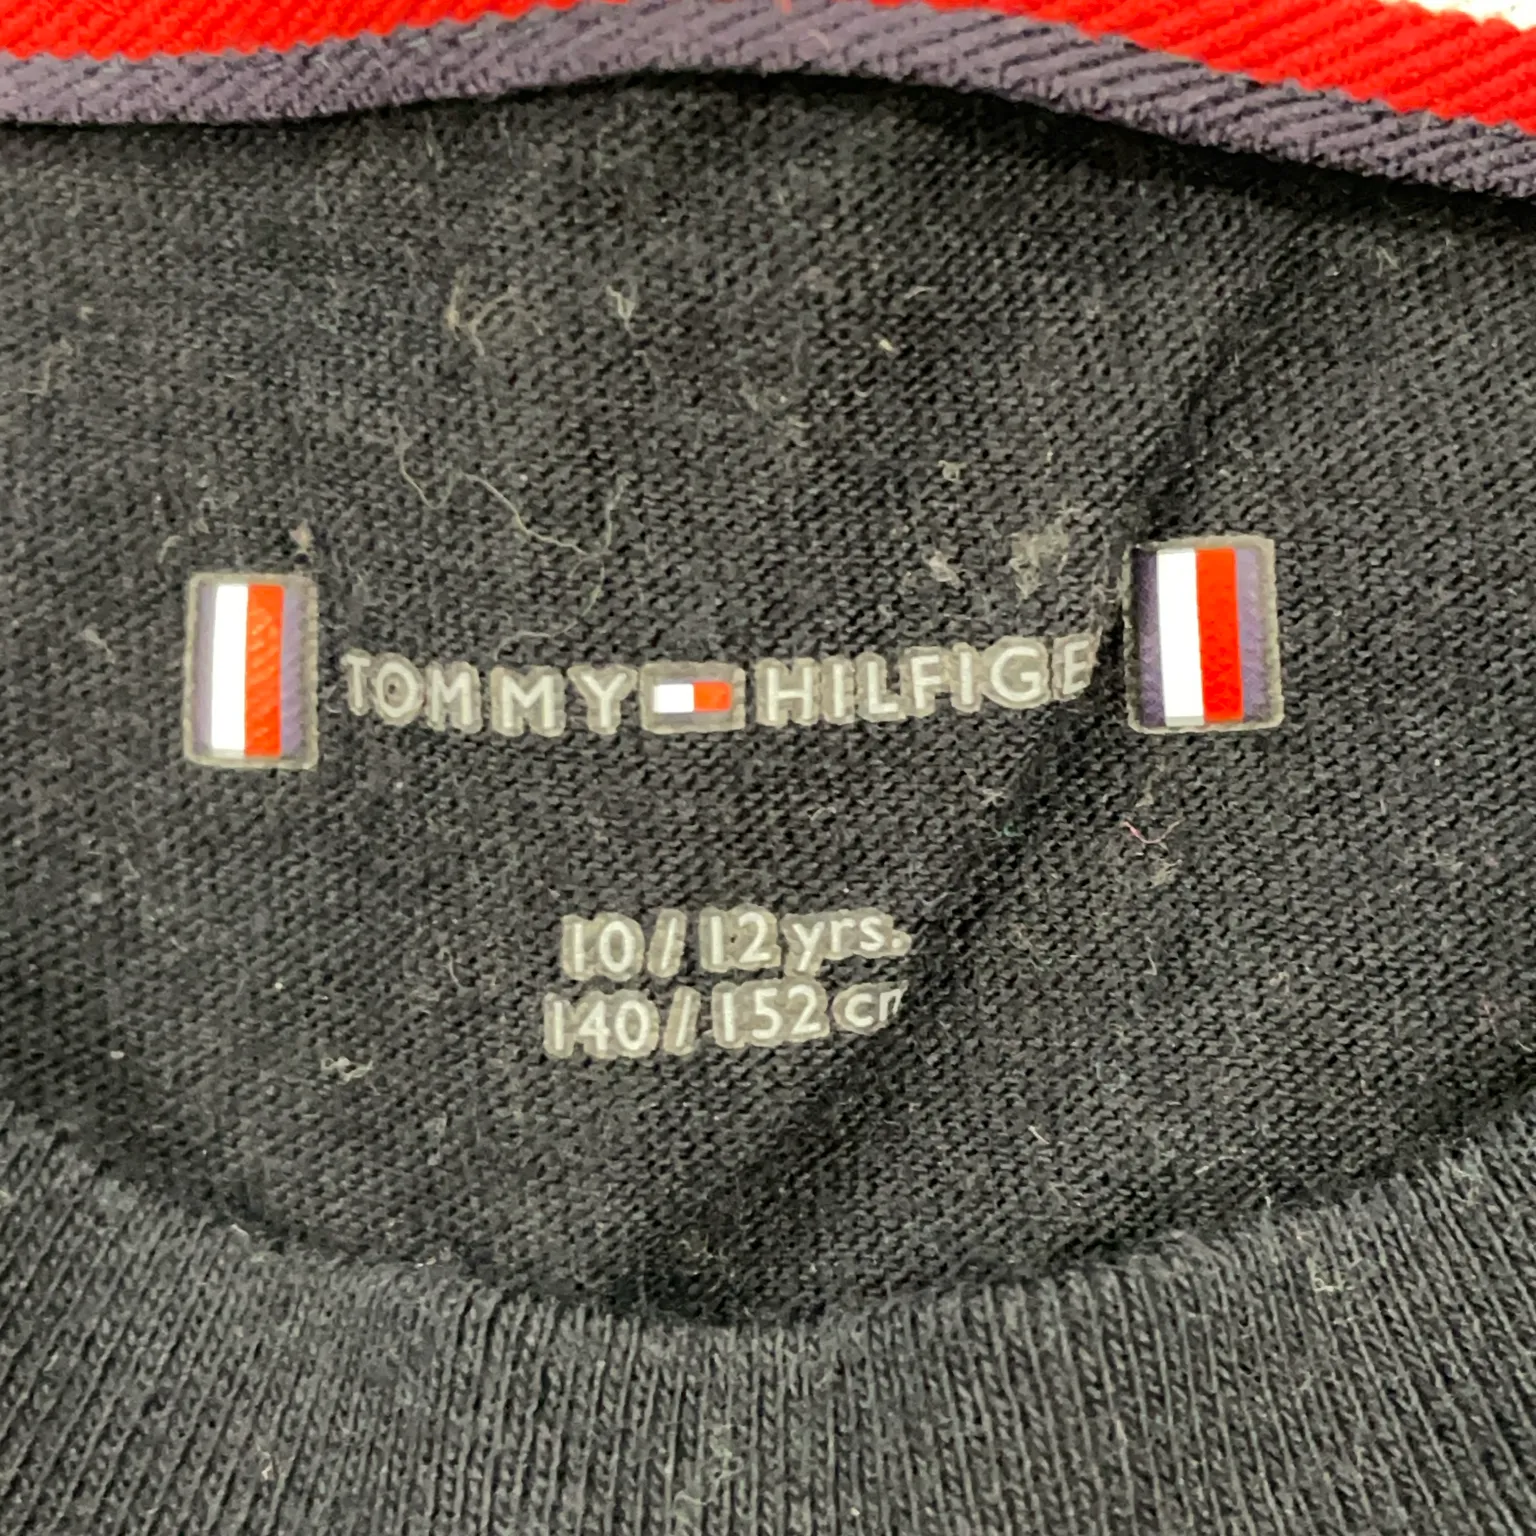 TOMMY HILFIGE
10/12 yrs.
140/152 cm